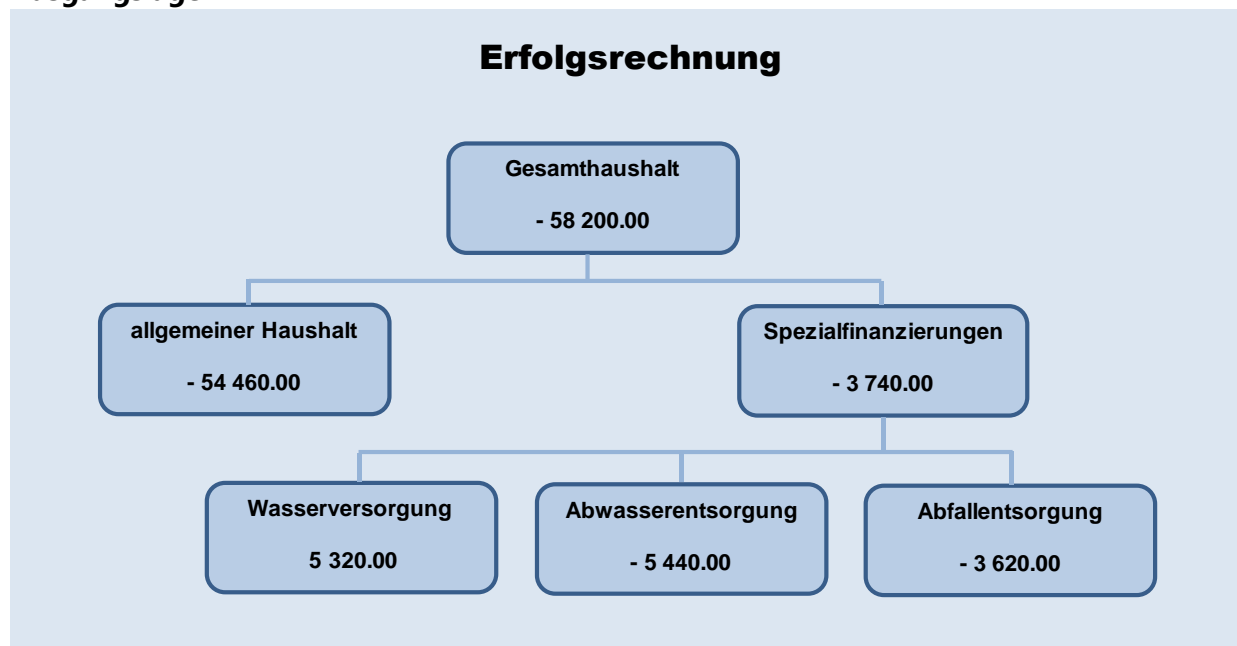 Erfolgsrechnung
Gesamthaushalt
- 58 200.00
allgemeiner Haushalt
- 54 460.00
Spezialfinanzierungen
- 3 740.00
Wasserversorgung
5 320.00
Abwasserentsorgung
- 5 440.00
Abfallentsorgung
- 3 620.00